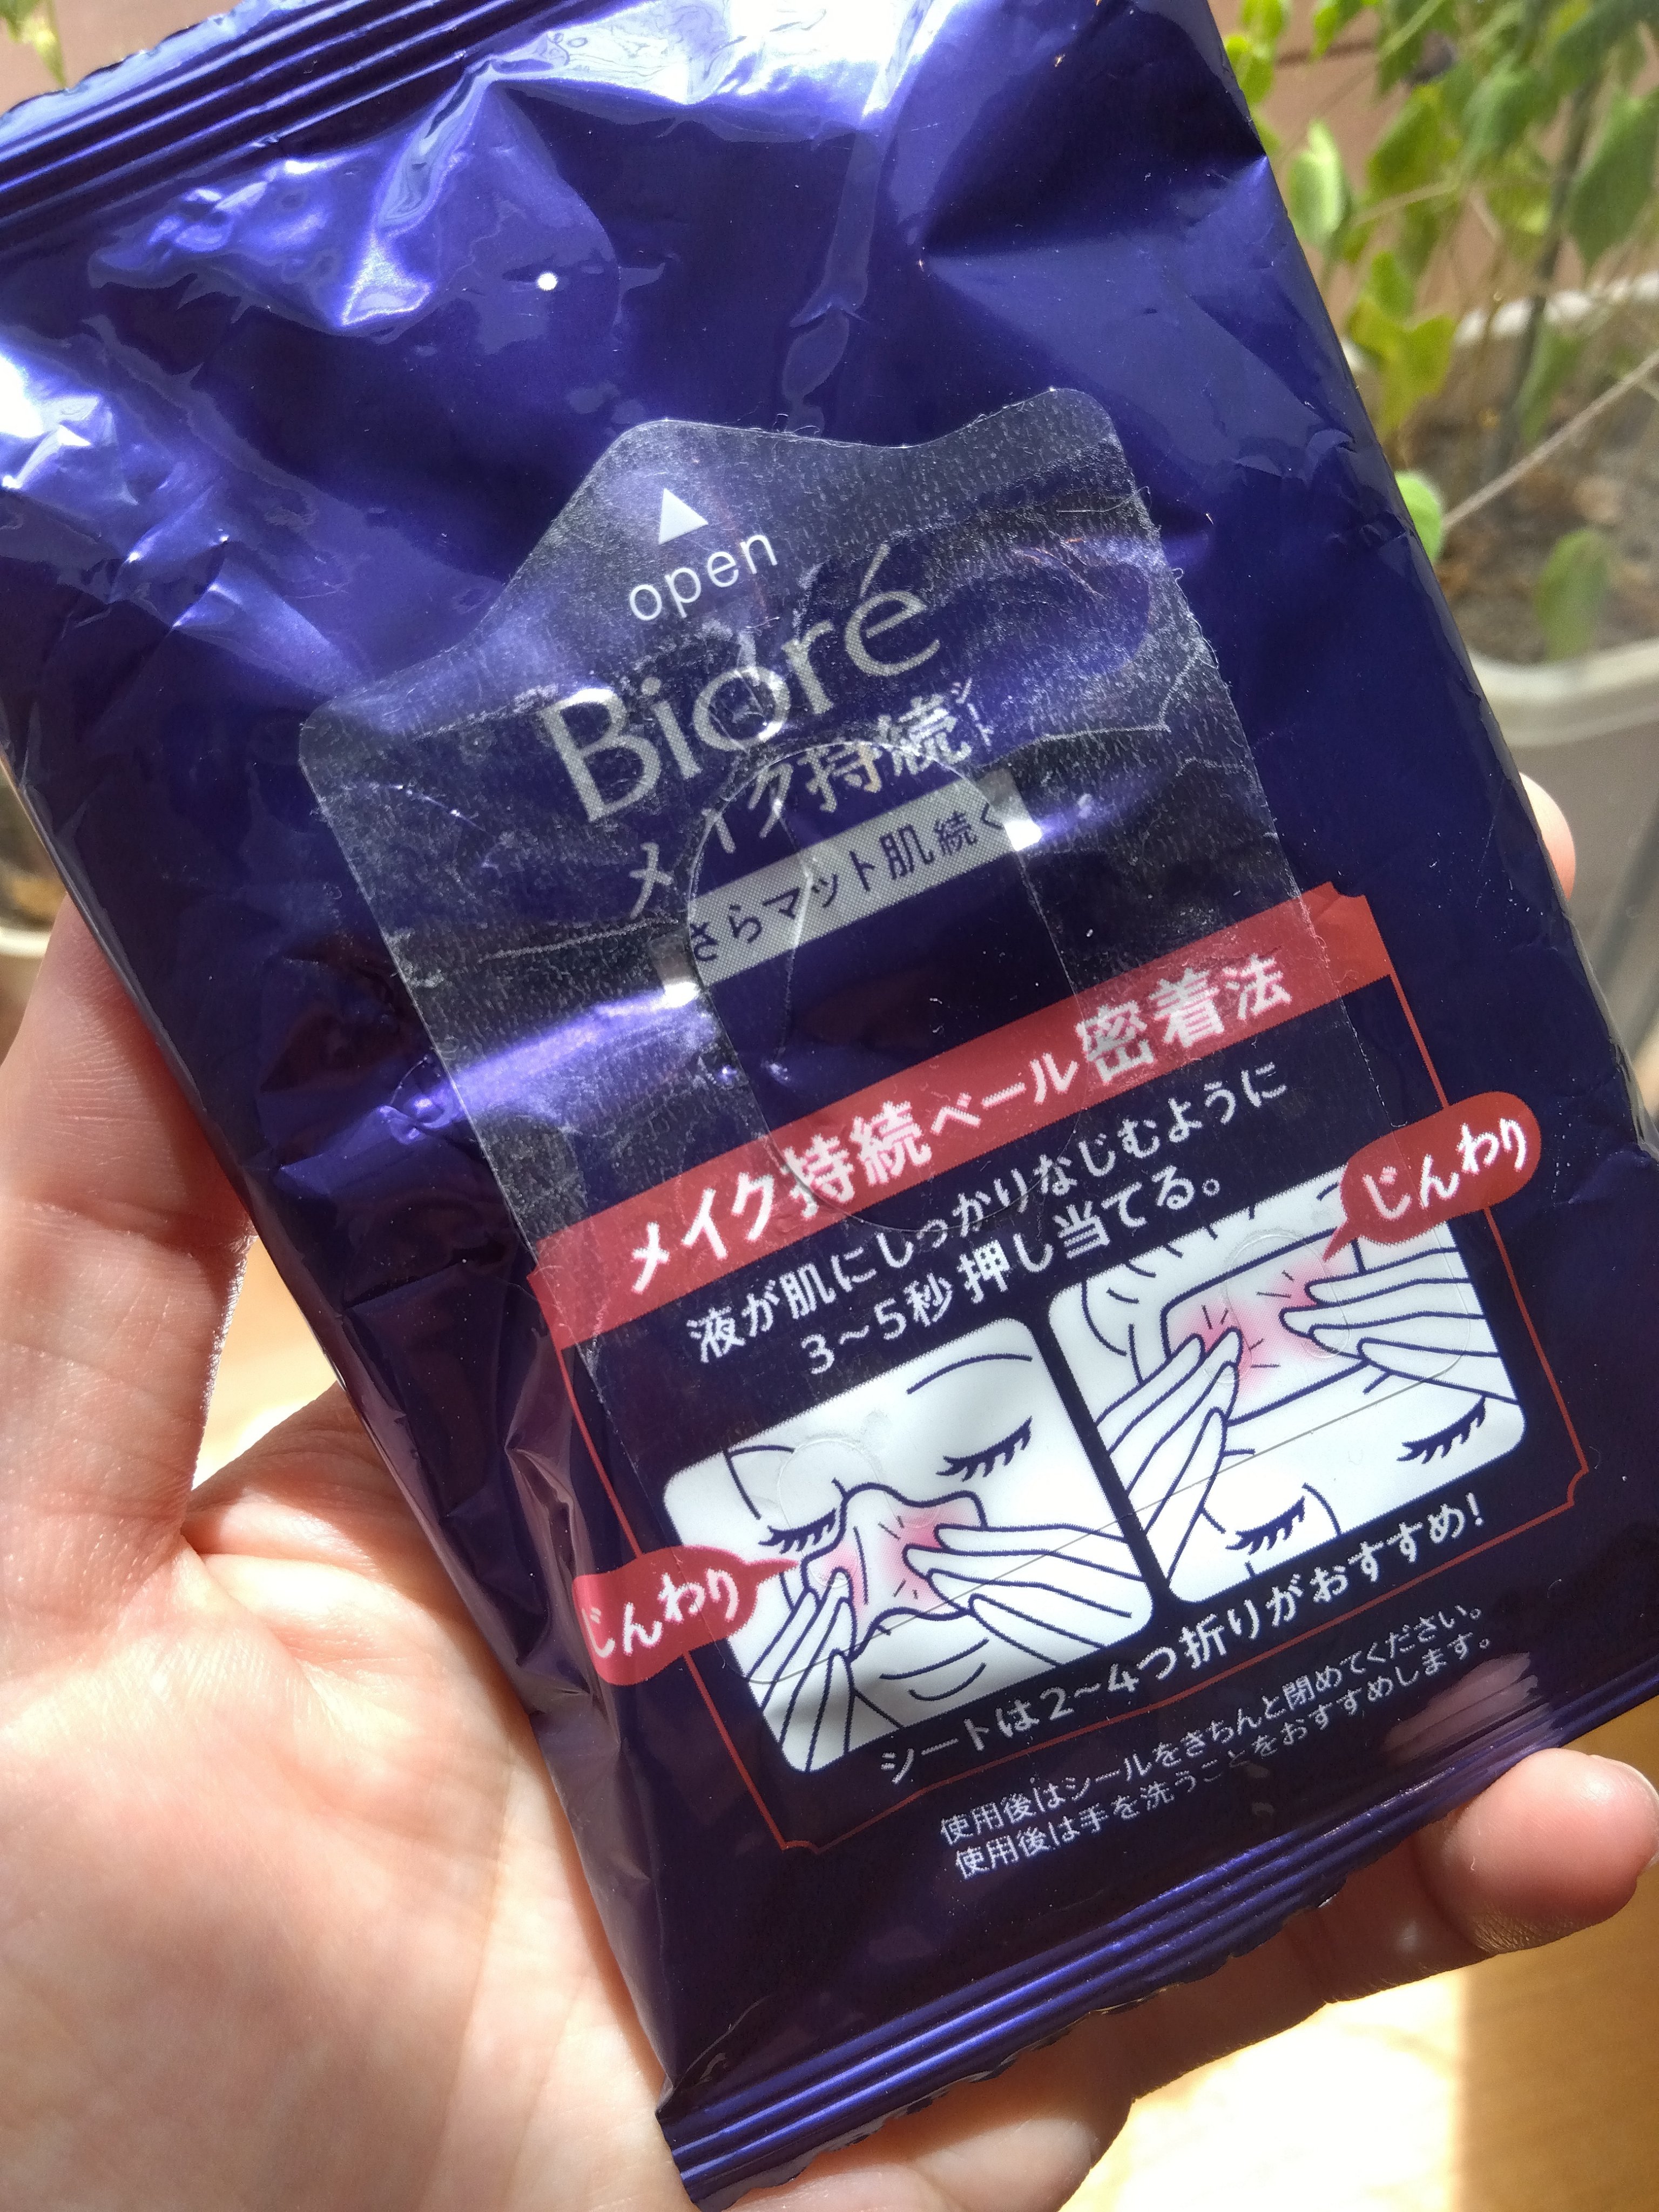 open
Bioré
メイク持続シート
さらマット肌続く
メイク持続ベール密着法
液が肌にしっかりなじむように
3～5秒押し当てる。
じんわり
じんわり
シートは2～4つ折りがおすすめ!
使用後はシールをきちんと閉めてください。
使用後は手を洗うことをおすすめします。